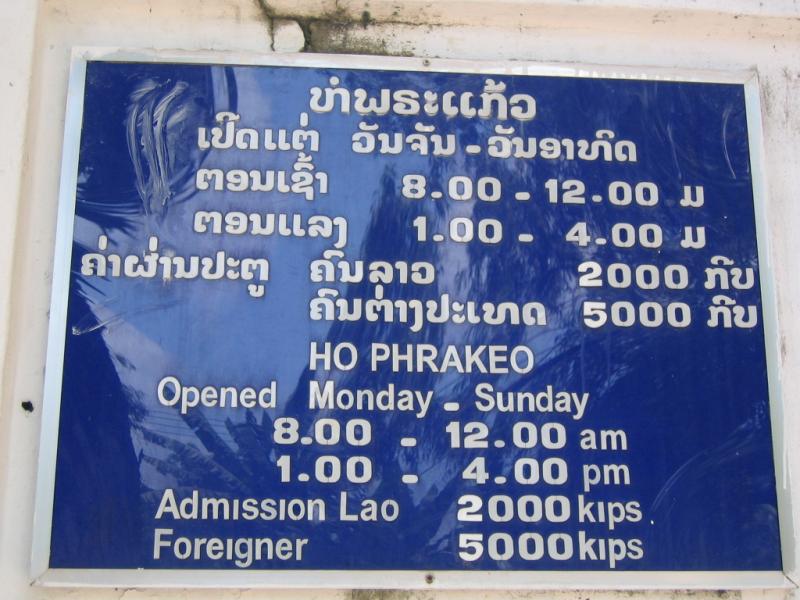 ຫໍພຣະແກ້ວ
ເປີດແຕ່ ວັນຈັນ - ວັນອາທິດ
ຕອນເຊົ້າ 8.00 - 12.00 ມ
ຕອນແລງ 1.00 - 4.00 ມ
ຄ່າຜ່ານປະຕູ ຄົນລາວ 2000 ກີບ
ຄົນຕ່າງປະເທດ 5000 ກີບ
HO PHRAKEO
Opened Monday - Sunday
8.00 - 12.00 am
1.00 - 4.00 pm
Admission Lao 2000 kips
Foreigner 5000 kips